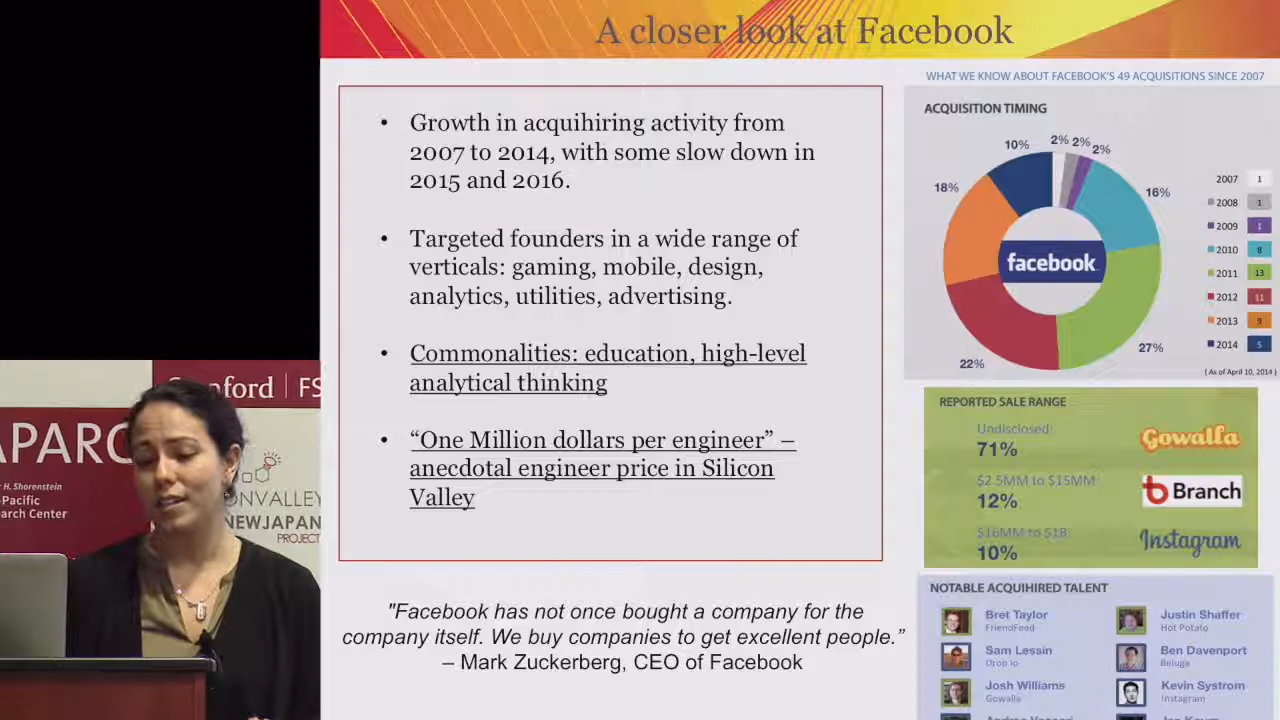 A closer look at Facebook
• Growth in acquihiring activity from
2007 to 2014, with some slow down in
2015 and 2016.
• Targeted founders in a wide range of
verticals: gaming, mobile, design,
analytics, utilities, advertising.
• Commonalities: education, high-level
analytical thinking
• “One Million dollars per engineer” –
anecdotal engineer price in Silicon
Valley
"Facebook has not once bought a company for the
company itself. We buy companies to get excellent people.”
– Mark Zuckerberg, CEO of Facebook
WHAT WE KNOW ABOUT FACEBOOK'S 49 ACQUISITIONS SINCE 2007
ACQUISITION TIMING
10%
2%
2%
2%
18%
16%
22%
27%
facebook
2007 1
2008 1
2009 1
2010 8
2011 13
2012 11
2013 9
2014 5
( As of April 10, 2014 )
REPORTED SALE RANGE
Undisclosed:
71%
Gowalla
$2.5MM to $15MM:
12%
Branch
$16MM to $1B:
10%
Instagram
NOTABLE ACQUIHIRED TALENT
Bret Taylor
FriendFeed
Justin Shaffer
Hot Potato
Sam Lessin
Drop.io
Ben Davenport
Beluga
Josh Williams
Gowalla
Kevin Systrom
Instagram
Stanford | FS
APARC
H. Shorenstein
-Pacific
arch Center
ONVALLEY
NEWJAPAN
PROJECT